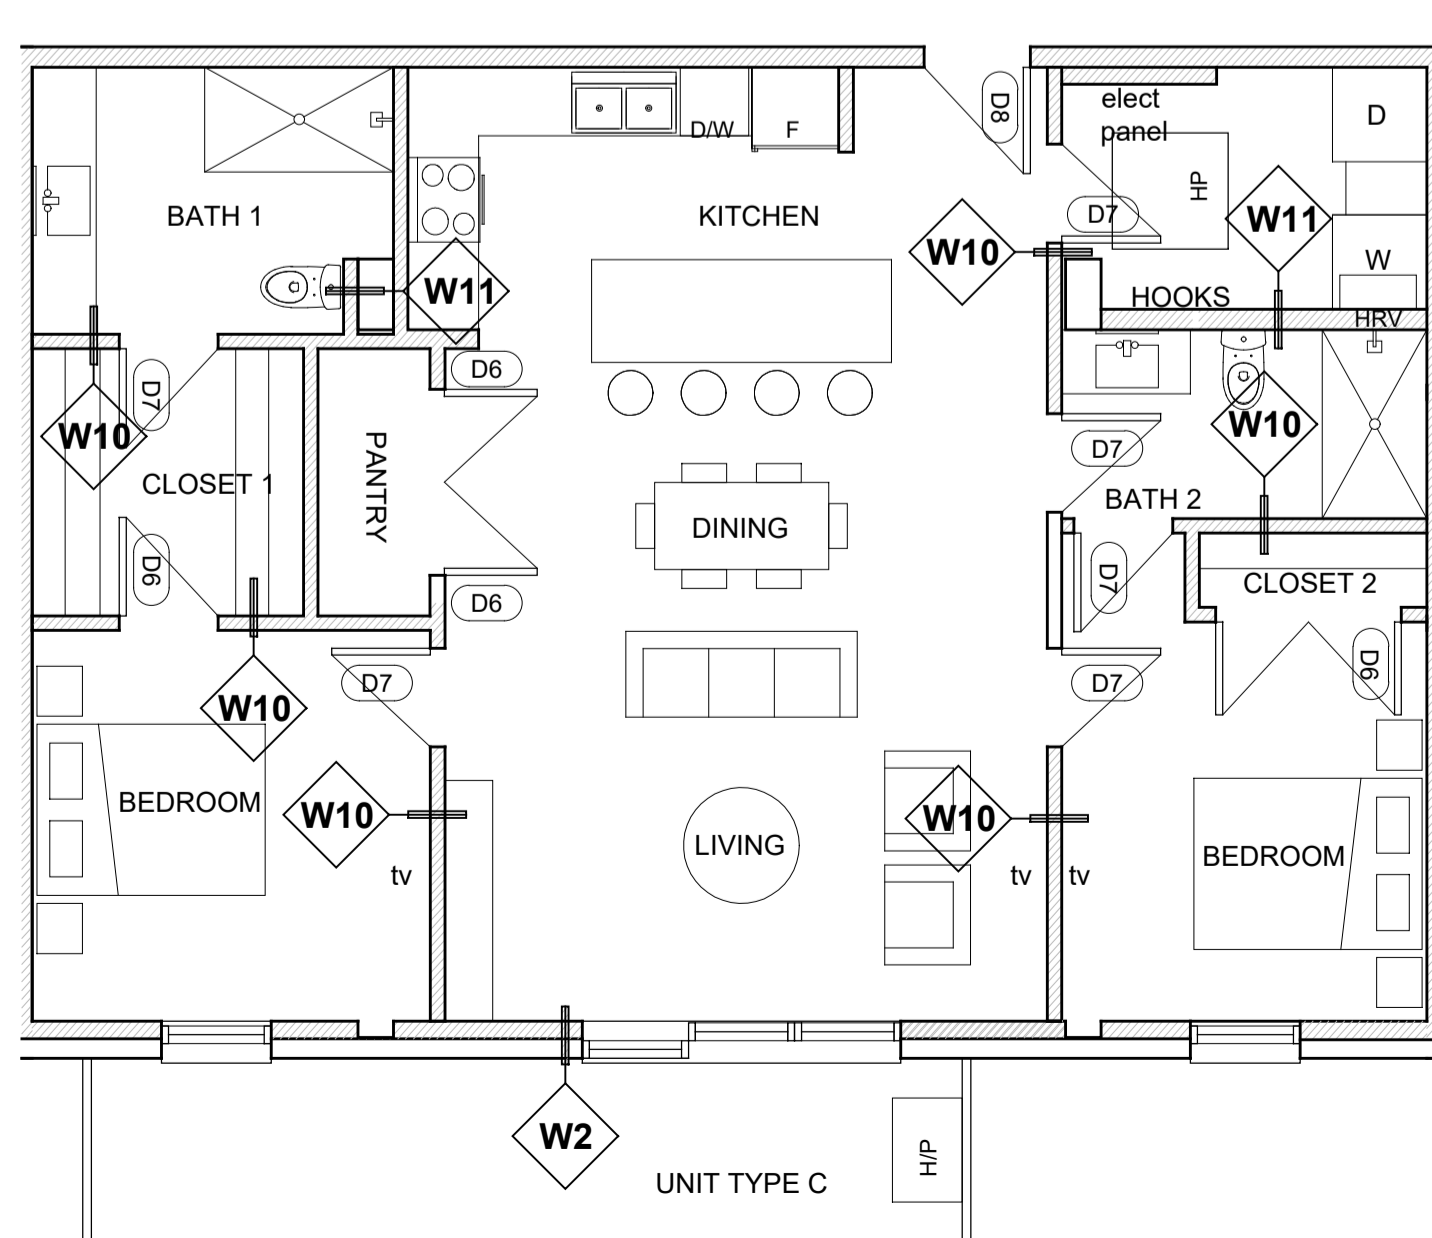 elect
panel
D
D8
D/W
F
HP
BATH 1
KITCHEN
D7
W11
W10
W
W11
HOOKS
HRV
D6
D7
W10
W10
D7
PANTRY
CLOSET 1
BATH 2
DINING
D6
D7
CLOSET 2
D6
D7
D7
D6
W10
BEDROOM
W10
W10
LIVING
BEDROOM
tv
tv
tv
W2
H/P
UNIT TYPE C